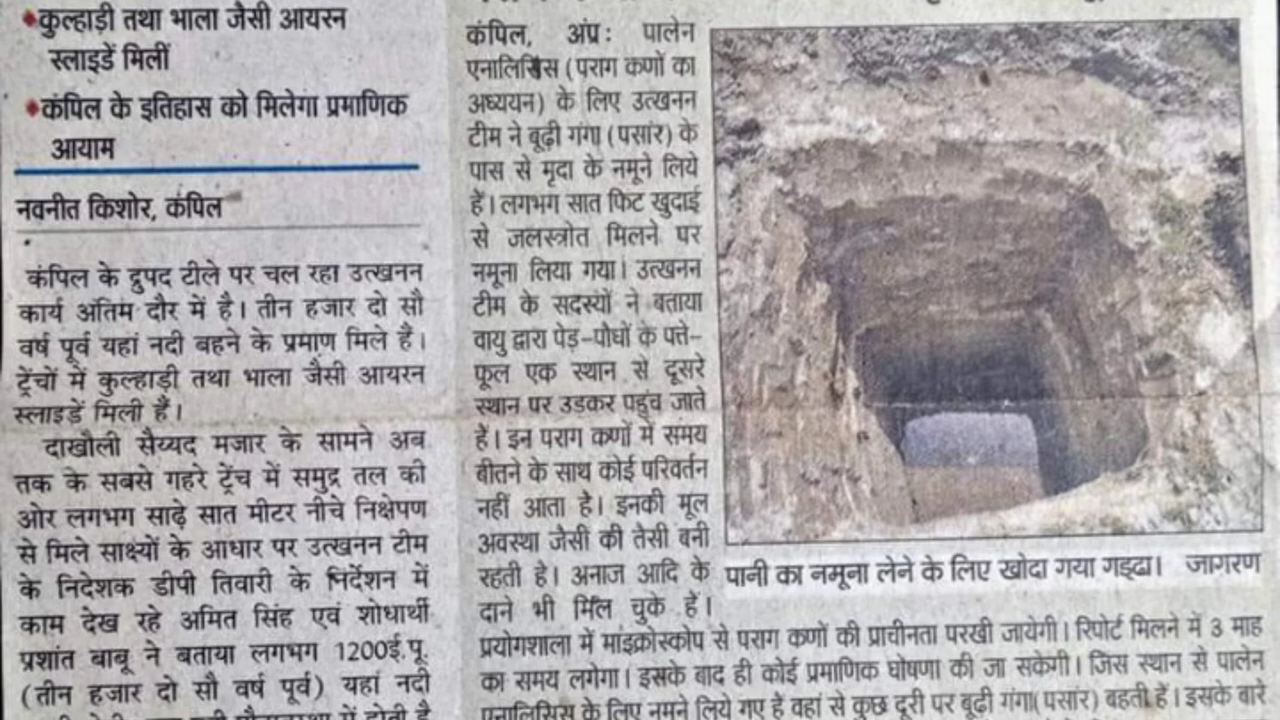 कुल्हाड़ी तथा भाला जैसी आयरन
स्लाइडें मिलीं
कंपिल के इतिहास को मिलेगा प्रमाणिक
आयाम
नवनीत किशोर, कंपिल
कंपिल के द्रुपद टीले पर चल रहा उत्खनन
कार्य अंतिम दौर में है। तीन हजार दो सौ
वर्ष पूर्व यहां नदी बहने के प्रमाण मिले हैं।
ट्रेंचों में कुल्हाड़ी तथा भाला जैसी आयरन
स्लाइडें मिली हैं।
दाखौली सैय्यद मजार के सामने अब
तक के सबसे गहरे ट्रेंच में समुद्र तल की
ओर लगभग साढ़े सात मीटर नीचे निक्षेपण
से मिले साक्ष्यों के आधार पर उत्खनन टीम
के निदेशक डीपी तिवारी के निर्देशन में
काम देख रहे अमित सिंह एवं शोधार्थी
प्रशांत बाबू ने बताया लगभग 1200ई.पू.
(तीन हजार दो सौ वर्ष पूर्व) यहां नदी
कंपिल, अंप्र: पालेन
एनालिसिस (पराग कणों का
अध्ययन) के लिए उत्खनन
टीम ने बूढ़ी गंगा (पसार) के
पास से मृदा के नमूने लिये
हैं। लगभग सात फिट खुदाई
से जलस्त्रोत मिलने पर
नमूना लिया गया। उत्खनन
टीम के सदस्यों ने बताया
वायु द्वारा पेड़-पौधों के पत्ते-
फूल एक स्थान से दूसरे
स्थान पर उडकर पहुंच जाते
हैं। इन पराग कणों में समय
बीतने के साथ कोई परिवर्तन
नहीं आता है। इनकी मूल
अवस्था जैसी की तैसी बनी
रहती है। अनाज आदि के
दाने भी मिल चुके हैं।
प्रयोगशाला में माइक्रोस्कोप से पराग कणों की प्राचीनता परखी जायेगी। रिपोर्ट मिलने में 3 माह
का समय लगेगा। इसके बाद ही कोई प्रमाणिक घोषणा की जा सकेगी। जिस स्थान से पालेन
एनालिसिस के लिए नमूने लिये गए हैं वहां से कुछ दूरी पर बूढ़ी गंगा(पसार) बहती है। इसके बारे
पानी का नमूना लेने के लिए खोदा गया गड्ढा। जागरण